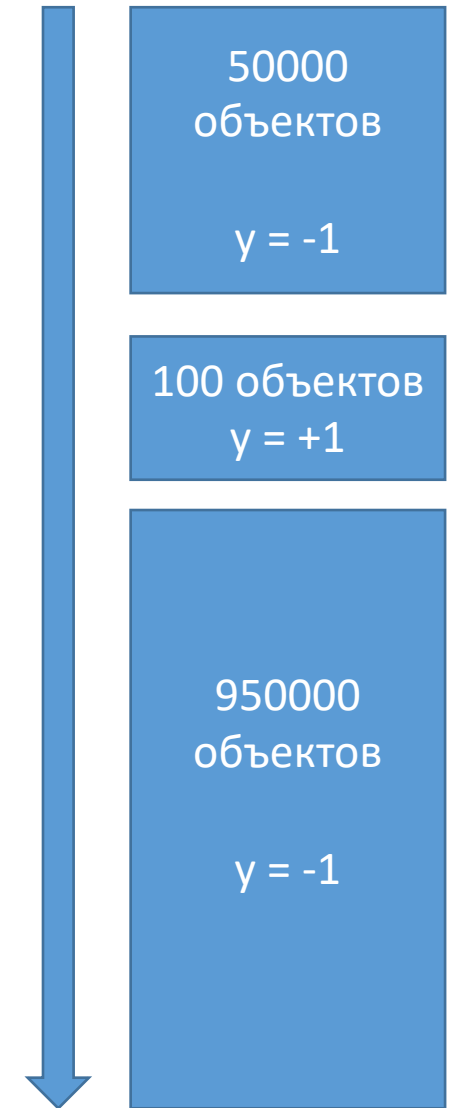 50000
объектов
y = -1
100 объектов
y = +1
950000
объектов
y = -1